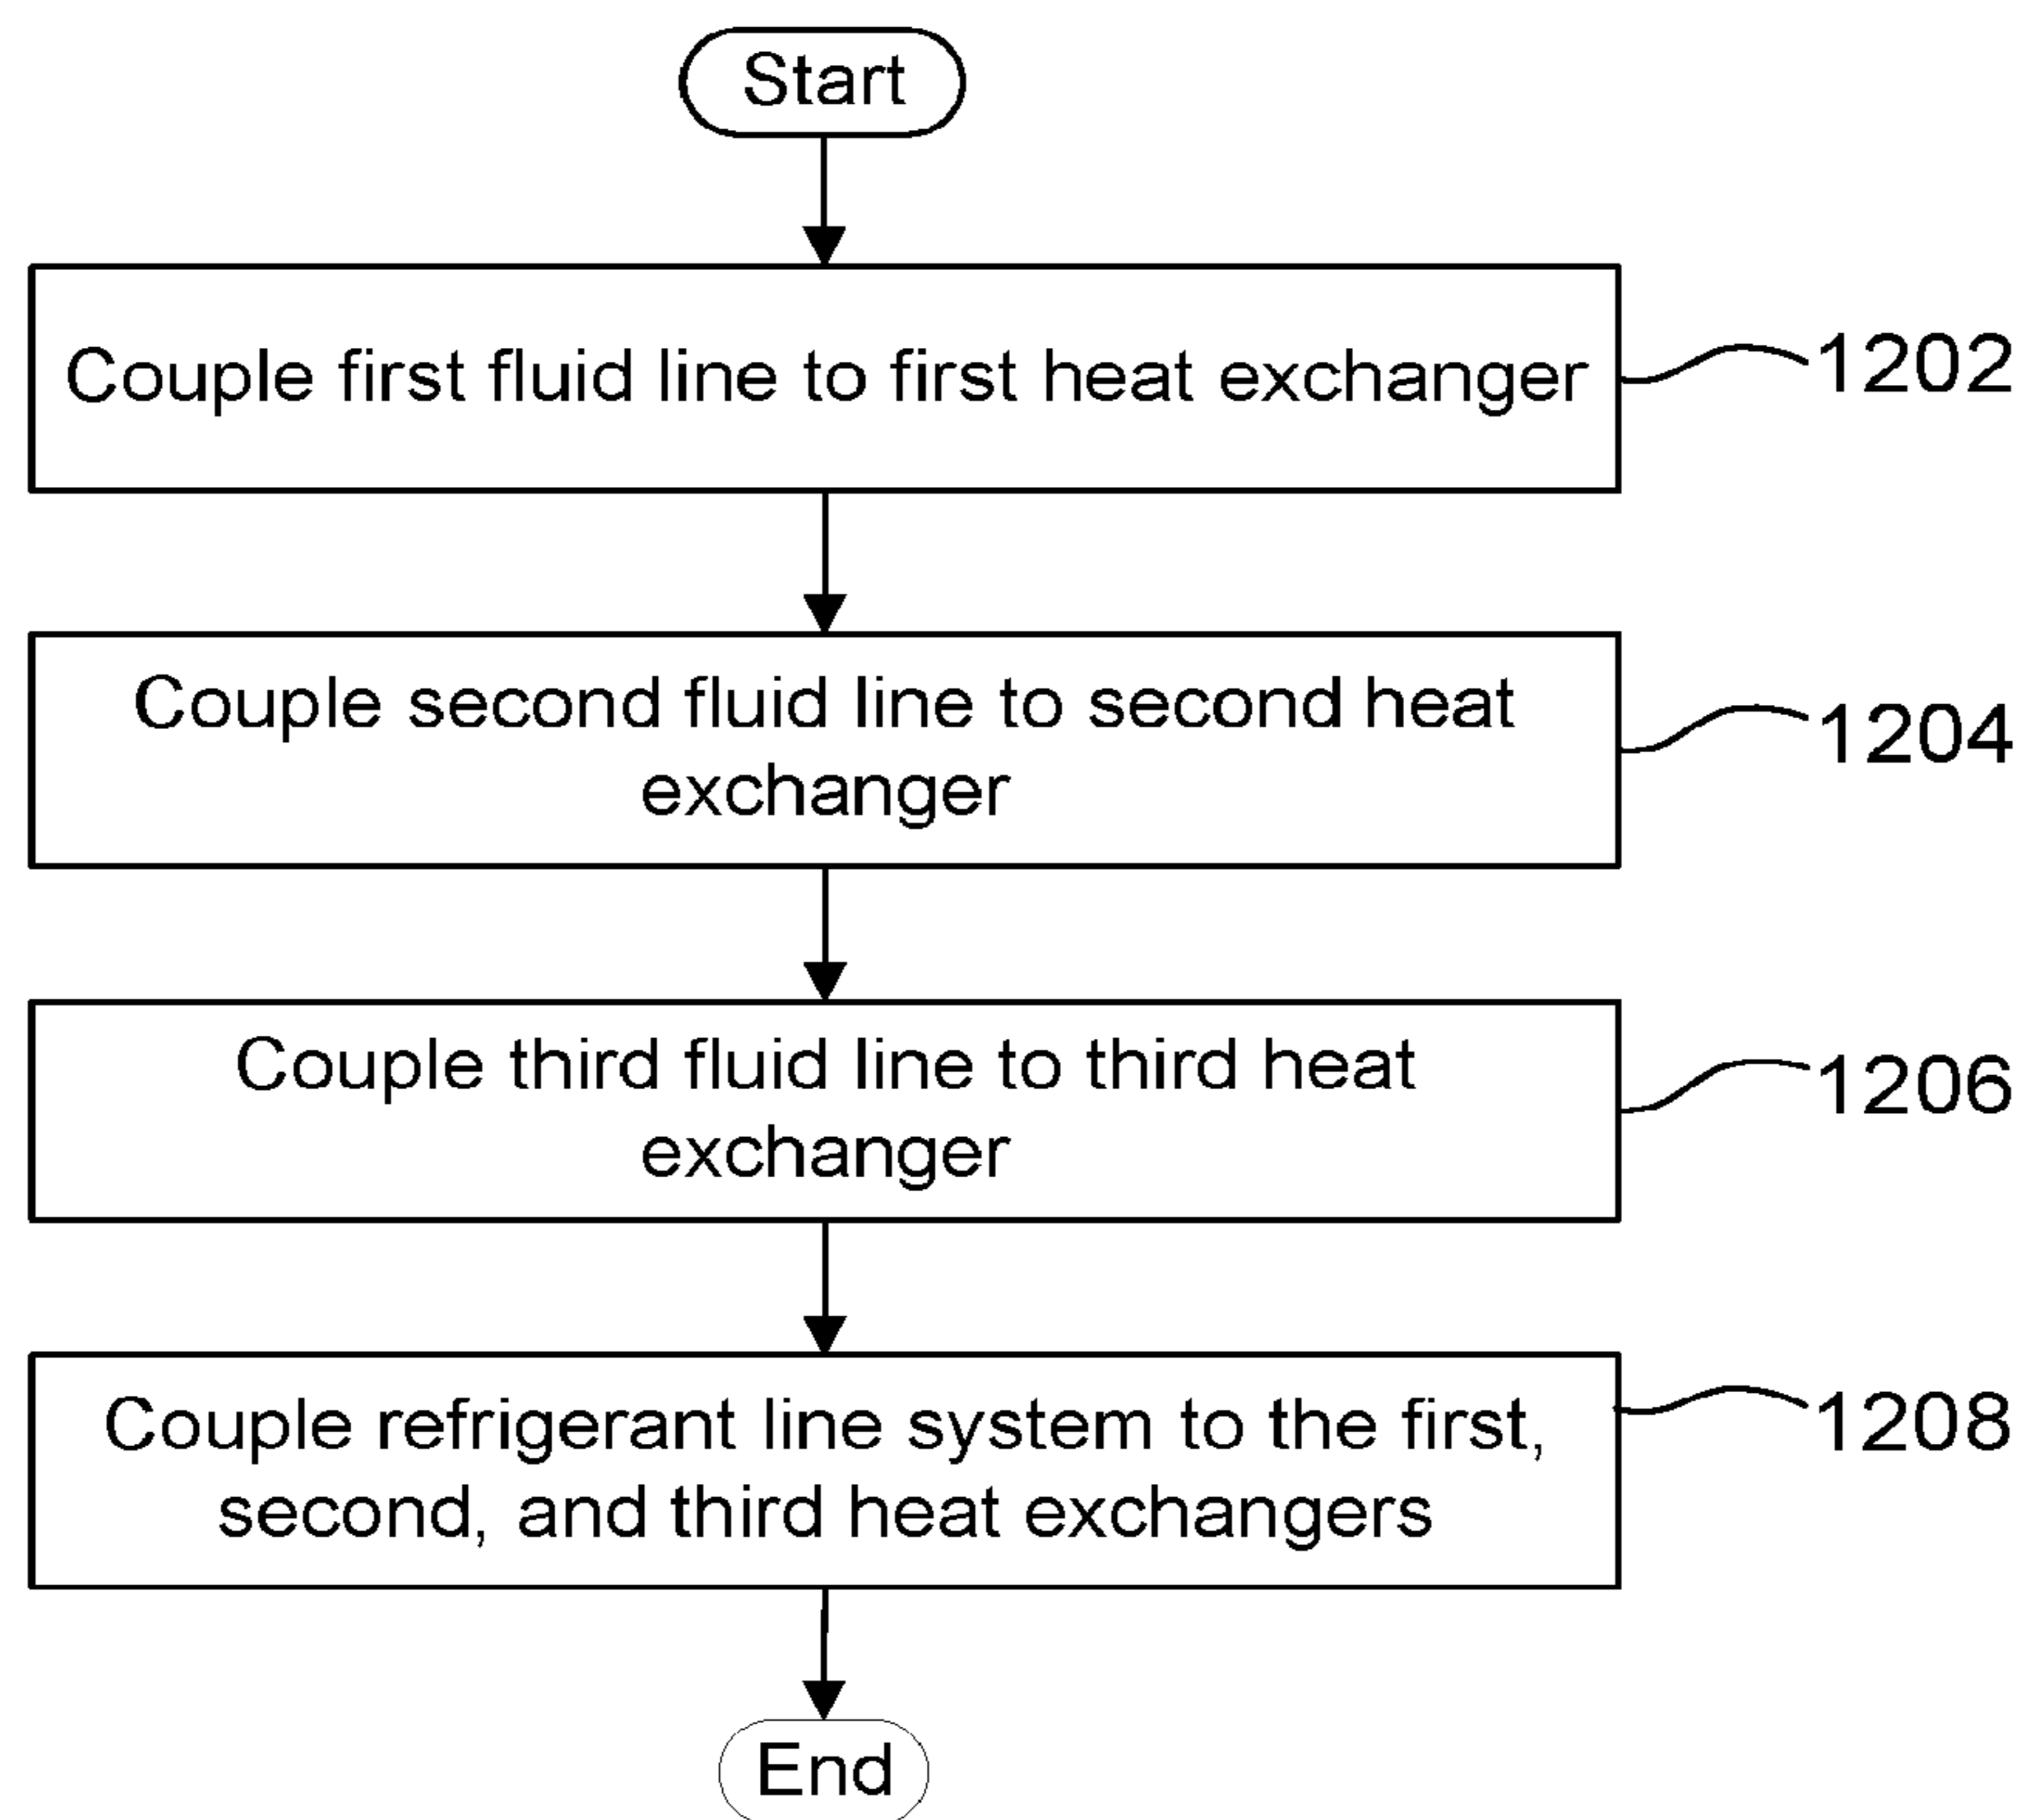 Start
Couple first fluid line to first heat exchanger
1202
Couple second fluid line to second heat
exchanger
1204
Couple third fluid line to third heat
exchanger
1206
Couple refrigerant line system to the first,
second, and third heat exchangers
1208
End